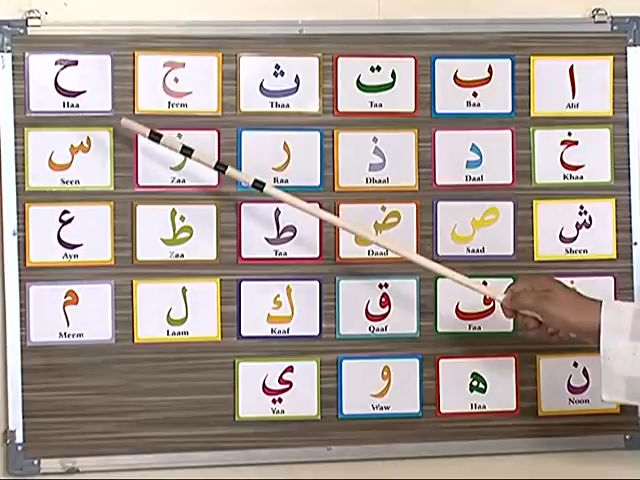 ا ب ت ث ج ح
Alif Baa Taa Thaa Jeem Haa
خ د ذ ر ز س
Khaa Daal Dhaal Raa Zaa Seen
ش ص ض ط ظ ع
Sheen Saad Daad Taa Zaa Ayn
ف ق ك ل م
Faa Qaaf Kaaf Laam Meem
ن ه و ي
Noon Haa Waw Yaa